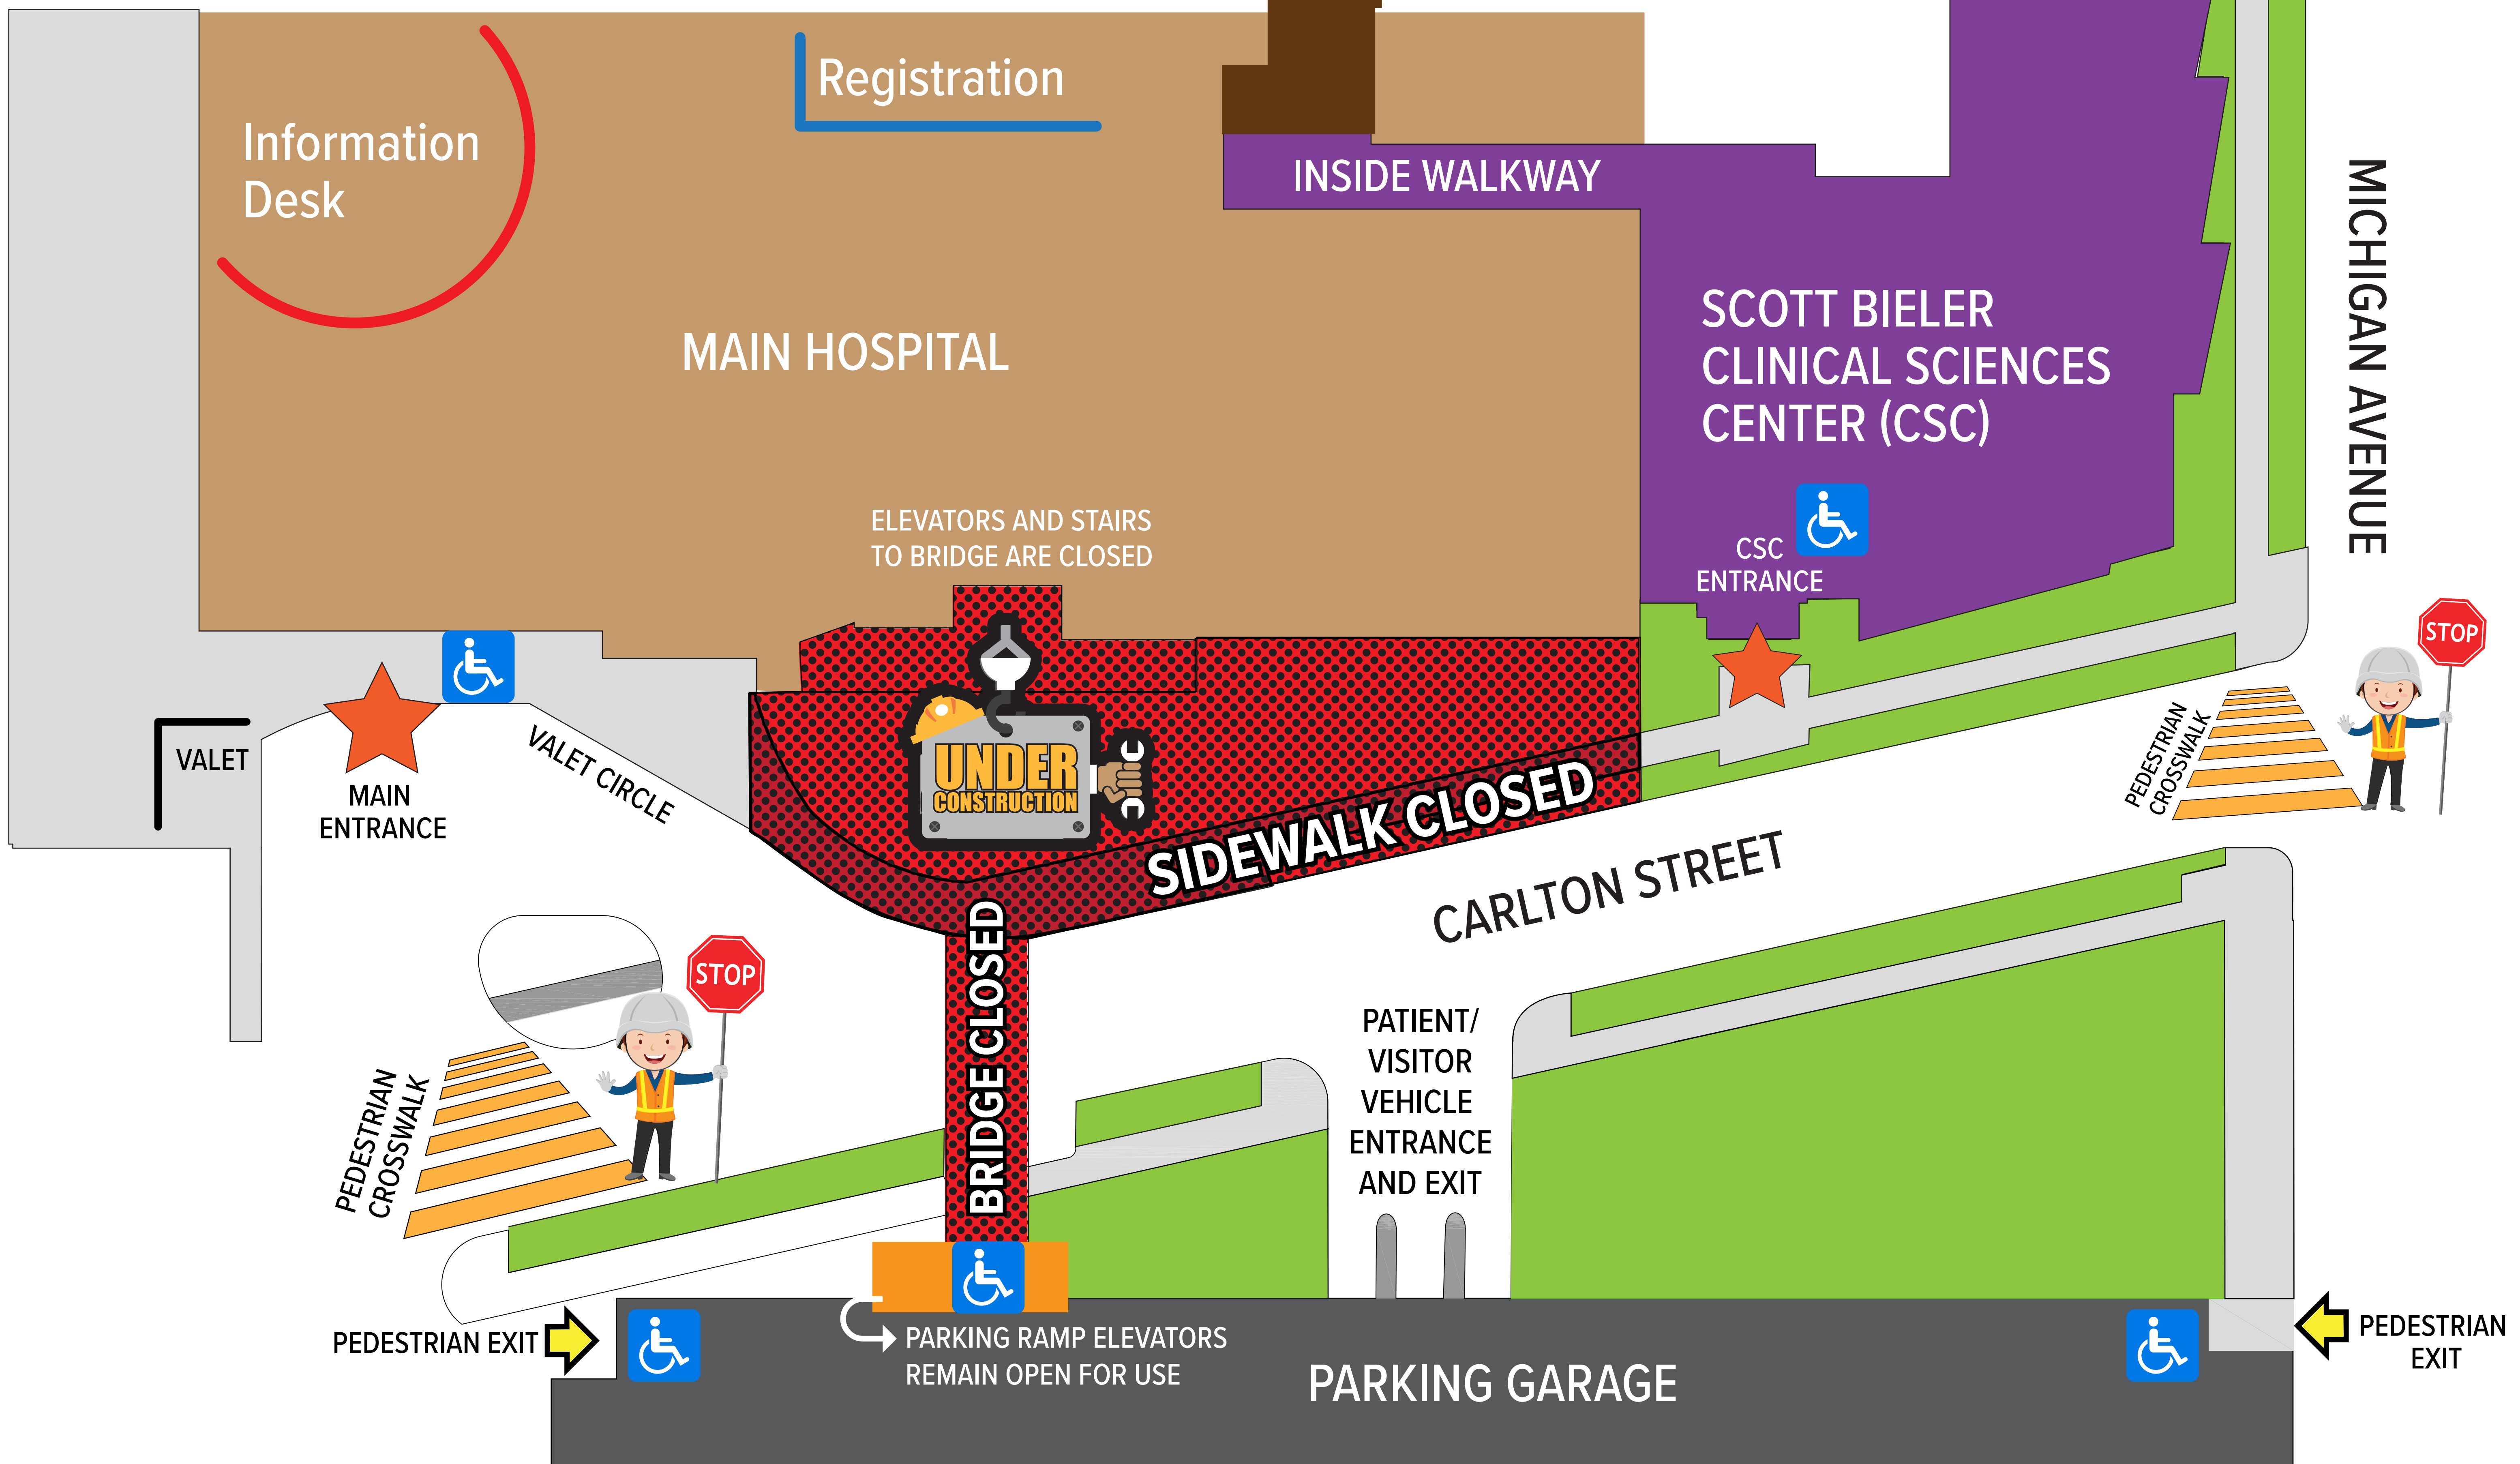 Information
Desk
Registration
INSIDE WALKWAY
MAIN HOSPITAL
SCOTT BIELER
CLINICAL SCIENCES
CENTER (CSC)
MICHIGAN AVENUE
ELEVATORS AND STAIRS
TO BRIDGE ARE CLOSED
CSC
ENTRANCE
STOP
VALET
MAIN
ENTRANCE
VALET CIRCLE
UNDER
CONSTRUCTION
SIDEWALK CLOSED
PEDESTRIAN
CROSSWALK
CARLTON STREET
STOP
BRIDGE CLOSED
PEDESTRIAN
CROSSWALK
PATIENT/
VISITOR
VEHICLE
ENTRANCE
AND EXIT
PEDESTRIAN EXIT
PARKING RAMP ELEVATORS
REMAIN OPEN FOR USE
PARKING GARAGE
PEDESTRIAN
EXIT